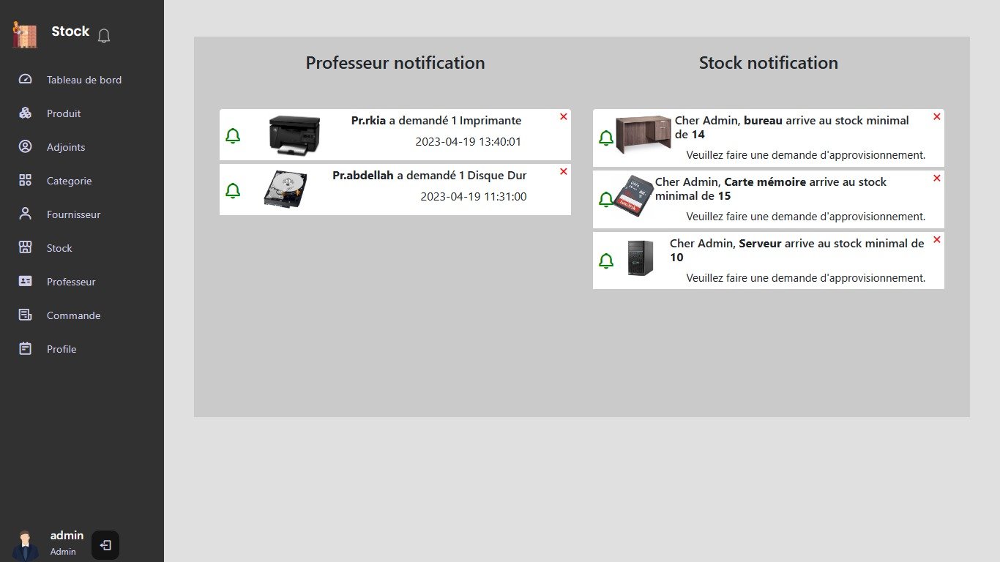 Stock
Tableau de bord
Produit
Adjoints
Categorie
Fournisseur
Stock
Professeur
Commande
Profile
admin
Admin
Professeur notification
Pr.rkia a demandé 1 Imprimante
2023-04-19 13:40:01
Pr.abdellah a demandé 1 Disque Dur
2023-04-19 11:31:00
Stock notification
Cher Admin, bureau arrive au stock minimal
de 14
Veuillez faire une demande d'approvisionnement.
Cher Admin, Carte mémoire arrive au stock
minimal de 15
Veuillez faire une demande d'approvisionnement.
Cher Admin, Serveur arrive au stock minimal de
10
Veuillez faire une demande d'approvisionnement.
SanDisk